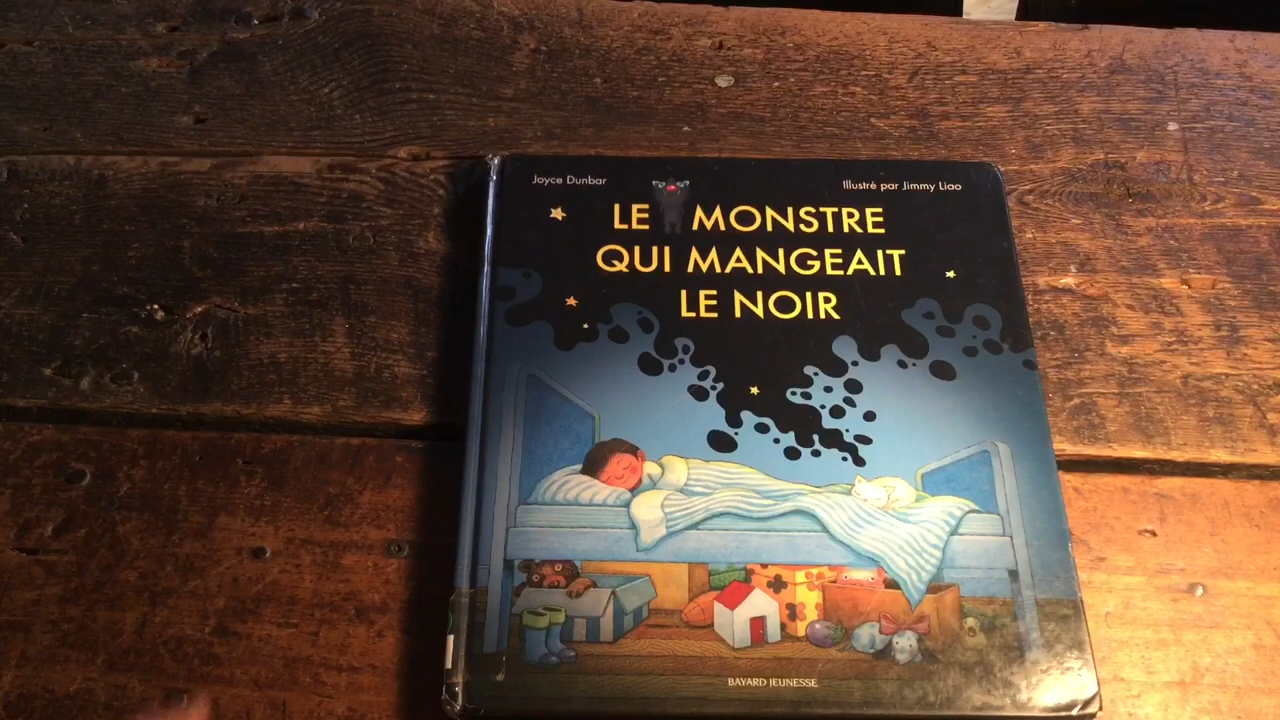 Joyce Dunbar
Illustré par Jimmy Liao
LE MONSTRE
QUI MANGEAIT
LE NOIR
BAYARD JEUNESSE